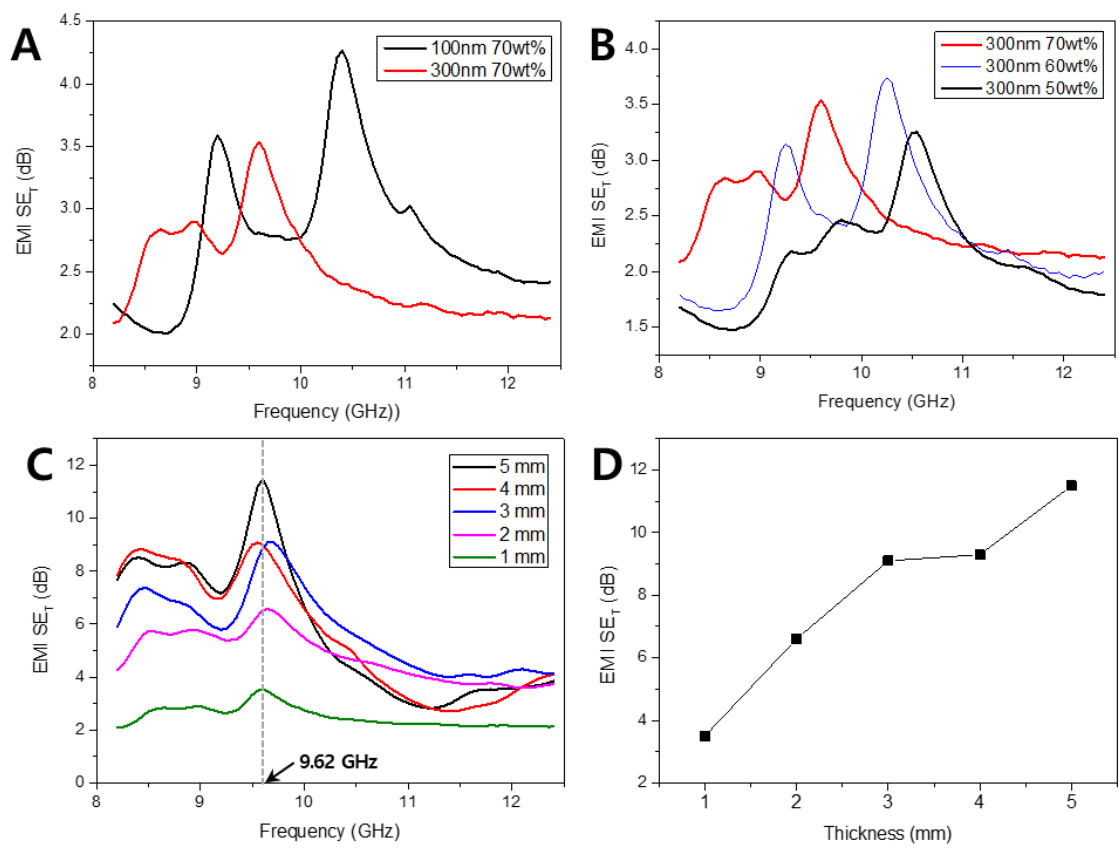 A
4.5
4.0
3.5
3.0
2.5
2.0
EMI SE_T (dB)
100nm 70wt%
300nm 70wt%
8 9 10 11 12
Frequency (GHz))
B
4.0
3.5
3.0
2.5
2.0
1.5
EMI SE_T (dB)
300nm 70wt%
300nm 60wt%
300nm 50wt%
8 9 10 11 12
Frequency (GHz)
C
12
10
8
6
4
2
0
EMI SE_T (dB)
5 mm
4 mm
3 mm
2 mm
1 mm
9.62 GHz
8 9 10 11 12
Frequency (GHz)
D
12
10
8
6
4
2
EMI SE_T (dB)
1 2 3 4 5
Thickness (mm)